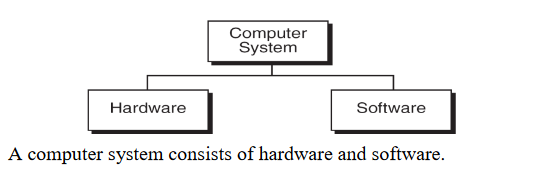 Computer
System
Hardware
Software
A computer system consists of hardware and software.